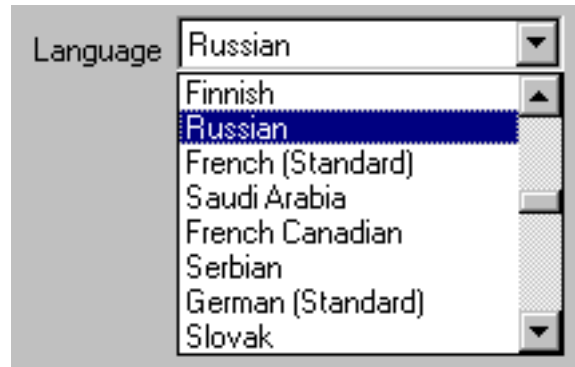 Language Russian
Finnish
Russian
French (Standard)
Saudi Arabia
French Canadian
Serbian
German (Standard)
Slovak